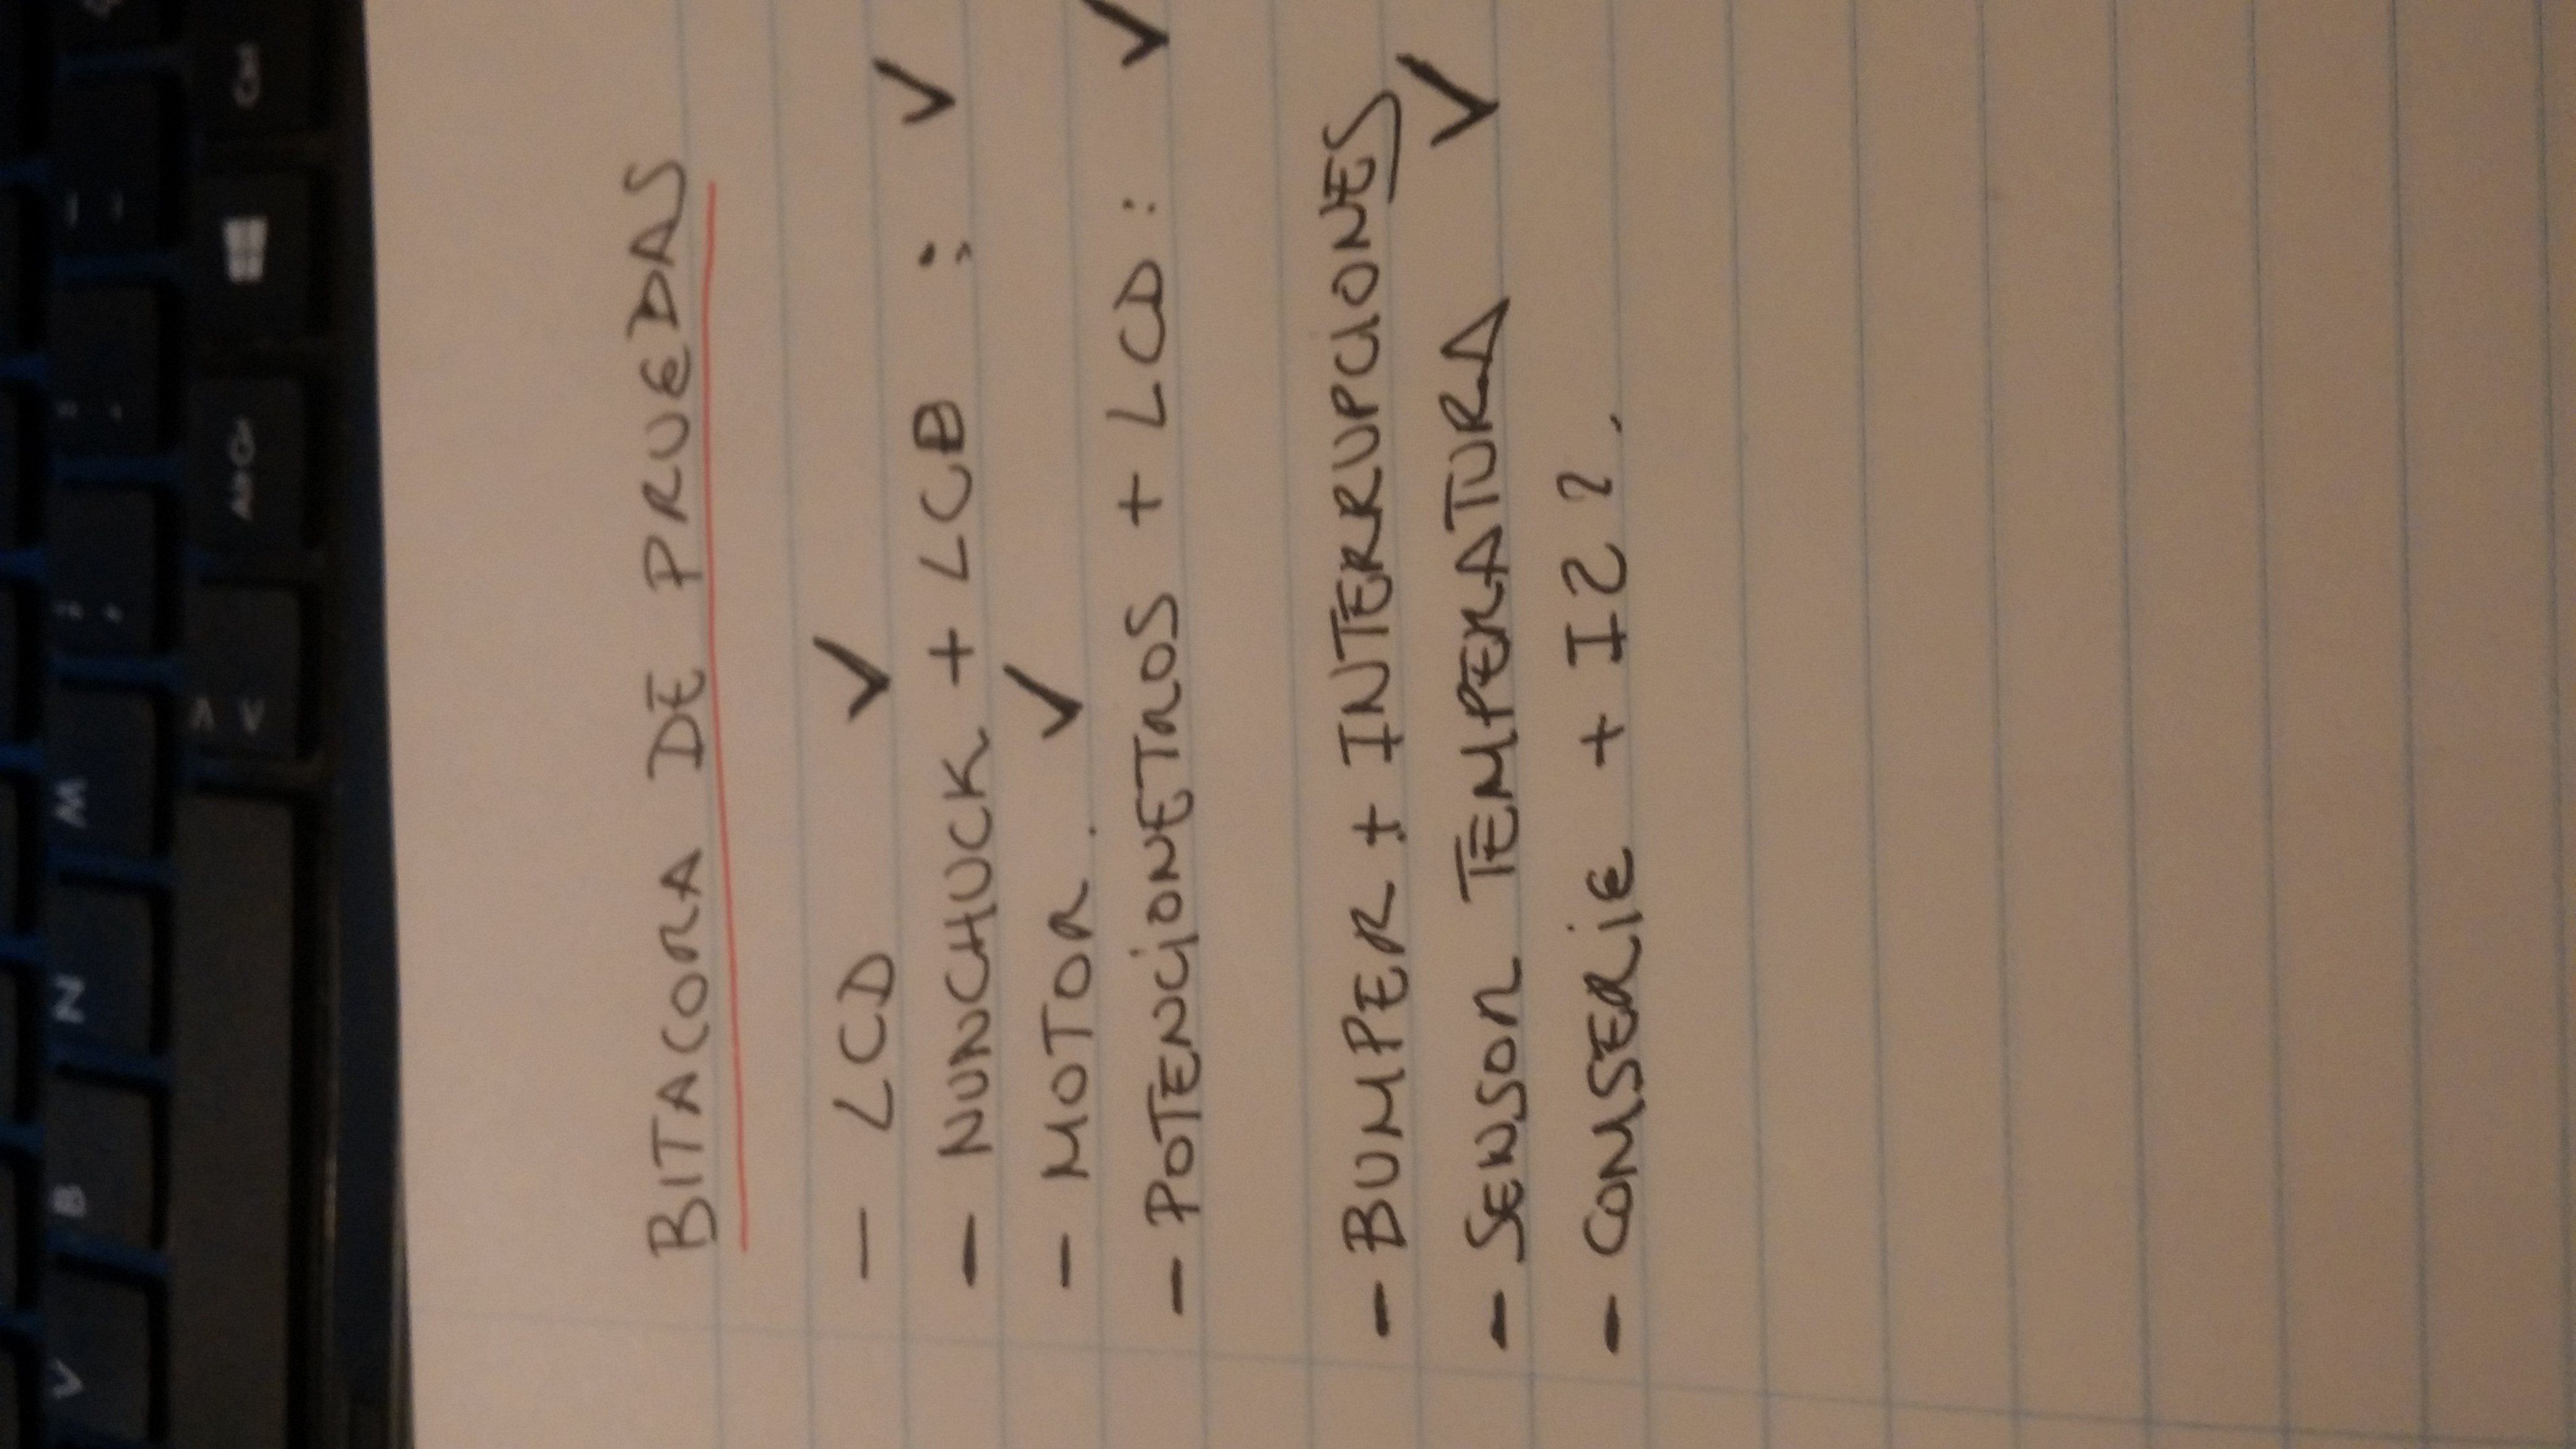 V B N M ; , : . _ -
> < Alt Gr Ctrl
BITACORA DE PRUEBAS
- LCD ✓
- NUNCHUCK + LCD : ✓
- MOTOR . ✓
- POTENCIONETROS + LCD : ✓
- BUMPER + INTERRUPCIONES
- SENSOR TEMPERATURA ✓
- COMSERIE + I2 ? .